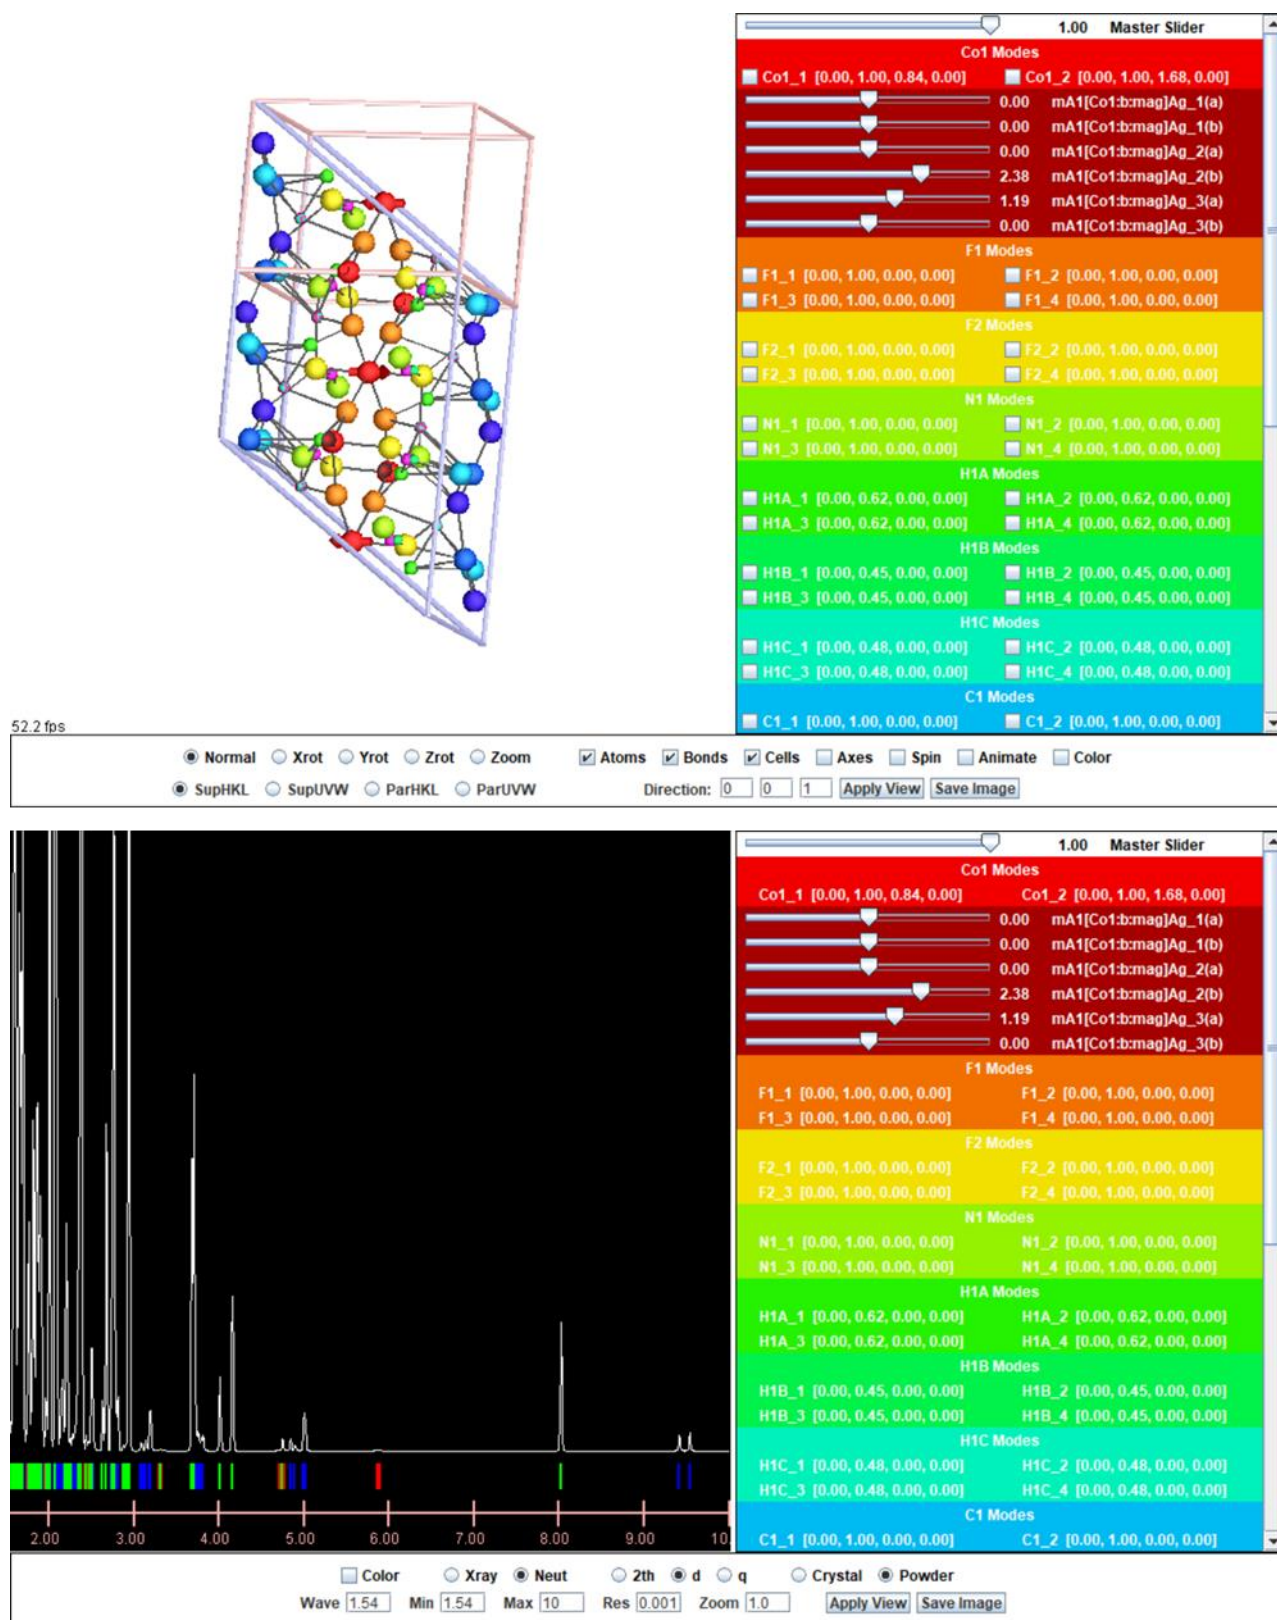 1.00 Master Slider
Co1 Modes
Co1_1 [0.00, 1.00, 0.84, 0.00] Co1_2 [0.00, 1.00, 1.68, 0.00]
0.00 mA1[Co1:b:mag]Ag_1(a)
0.00 mA1[Co1:b:mag]Ag_1(b)
0.00 mA1[Co1:b:mag]Ag_2(a)
2.38 mA1[Co1:b:mag]Ag_2(b)
1.19 mA1[Co1:b:mag]Ag_3(a)
0.00 mA1[Co1:b:mag]Ag_3(b)
F1 Modes
F1_1 [0.00, 1.00, 0.00, 0.00] F1_2 [0.00, 1.00, 0.00, 0.00]
F1_3 [0.00, 1.00, 0.00, 0.00] F1_4 [0.00, 1.00, 0.00, 0.00]
F2 Modes
F2_1 [0.00, 1.00, 0.00, 0.00] F2_2 [0.00, 1.00, 0.00, 0.00]
F2_3 [0.00, 1.00, 0.00, 0.00] F2_4 [0.00, 1.00, 0.00, 0.00]
N1 Modes
N1_1 [0.00, 1.00, 0.00, 0.00] N1_2 [0.00, 1.00, 0.00, 0.00]
N1_3 [0.00, 1.00, 0.00, 0.00] N1_4 [0.00, 1.00, 0.00, 0.00]
H1A Modes
H1A_1 [0.00, 0.62, 0.00, 0.00] H1A_2 [0.00, 0.62, 0.00, 0.00]
H1A_3 [0.00, 0.62, 0.00, 0.00] H1A_4 [0.00, 0.62, 0.00, 0.00]
H1B Modes
H1B_1 [0.00, 0.45, 0.00, 0.00] H1B_2 [0.00, 0.45, 0.00, 0.00]
H1B_3 [0.00, 0.45, 0.00, 0.00] H1B_4 [0.00, 0.45, 0.00, 0.00]
H1C Modes
H1C_1 [0.00, 0.48, 0.00, 0.00] H1C_2 [0.00, 0.48, 0.00, 0.00]
H1C_3 [0.00, 0.48, 0.00, 0.00] H1C_4 [0.00, 0.48, 0.00, 0.00]
C1 Modes
C1_1 [0.00, 1.00, 0.00, 0.00] C1_2 [0.00, 1.00, 0.00, 0.00]
52.2 fps
Normal Xrot Yrot Zrot Zoom Atoms Bonds Cells Axes Spin Animate Color
SupHKL SupUVW ParHKL ParUVW Direction: 0 0 1 Apply View Save Image
1.00 Master Slider
Co1 Modes
Co1_1 [0.00, 1.00, 0.84, 0.00] Co1_2 [0.00, 1.00, 1.68, 0.00]
0.00 mA1[Co1:b:mag]Ag_1(a)
0.00 mA1[Co1:b:mag]Ag_1(b)
0.00 mA1[Co1:b:mag]Ag_2(a)
2.38 mA1[Co1:b:mag]Ag_2(b)
1.19 mA1[Co1:b:mag]Ag_3(a)
0.00 mA1[Co1:b:mag]Ag_3(b)
F1 Modes
F1_1 [0.00, 1.00, 0.00, 0.00] F1_2 [0.00, 1.00, 0.00, 0.00]
F1_3 [0.00, 1.00, 0.00, 0.00] F1_4 [0.00, 1.00, 0.00, 0.00]
F2 Modes
F2_1 [0.00, 1.00, 0.00, 0.00] F2_2 [0.00, 1.00, 0.00, 0.00]
F2_3 [0.00, 1.00, 0.00, 0.00] F2_4 [0.00, 1.00, 0.00, 0.00]
N1 Modes
N1_1 [0.00, 1.00, 0.00, 0.00] N1_2 [0.00, 1.00, 0.00, 0.00]
N1_3 [0.00, 1.00, 0.00, 0.00] N1_4 [0.00, 1.00, 0.00, 0.00]
H1A Modes
H1A_1 [0.00, 0.62, 0.00, 0.00] H1A_2 [0.00, 0.62, 0.00, 0.00]
H1A_3 [0.00, 0.62, 0.00, 0.00] H1A_4 [0.00, 0.62, 0.00, 0.00]
H1B Modes
H1B_1 [0.00, 0.45, 0.00, 0.00] H1B_2 [0.00, 0.45, 0.00, 0.00]
H1B_3 [0.00, 0.45, 0.00, 0.00] H1B_4 [0.00, 0.45, 0.00, 0.00]
H1C Modes
H1C_1 [0.00, 0.48, 0.00, 0.00] H1C_2 [0.00, 0.48, 0.00, 0.00]
H1C_3 [0.00, 0.48, 0.00, 0.00] H1C_4 [0.00, 0.48, 0.00, 0.00]
C1 Modes
C1_1 [0.00, 1.00, 0.00, 0.00] C1_2 [0.00, 1.00, 0.00, 0.00]
2.00 3.00 4.00 5.00 6.00 7.00 8.00 9.00 10.
Color Xray Neut 2th d q Crystal Powder
Wave 1.54 Min 1.54 Max 10 Res 0.001 Zoom 1.0 Apply View Save Image